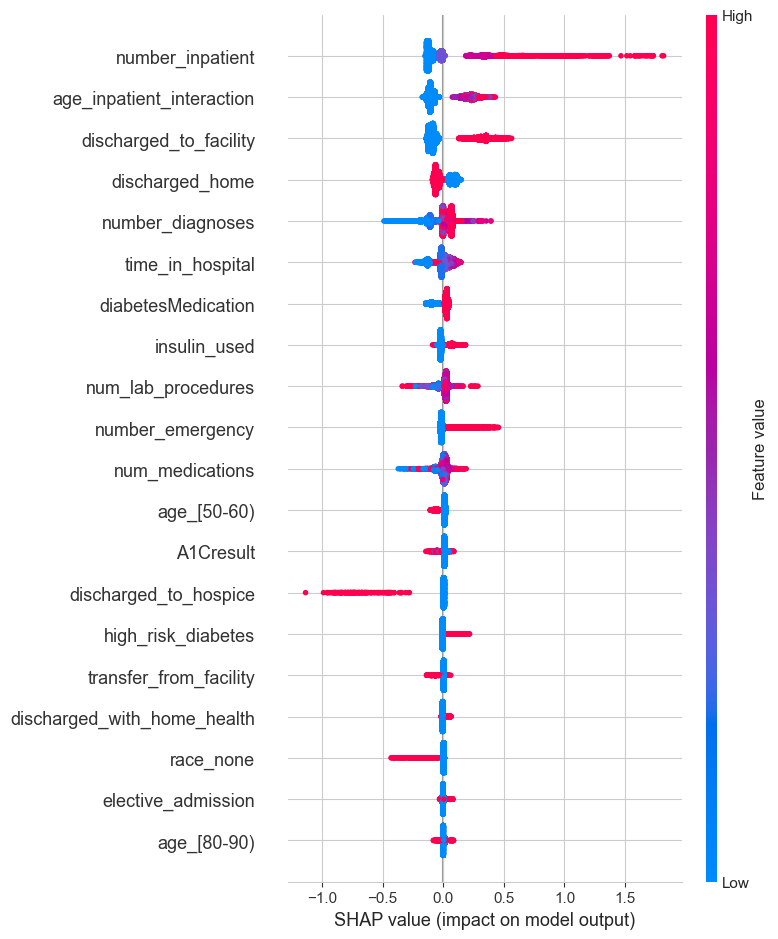 High
number_inpatient
age_inpatient_interaction
discharged_to_facility
discharged_home
number_diagnoses
time_in_hospital
diabetesMedication
insulin_used
num_lab_procedures
number_emergency
num_medications
age_[50-60)
A1Cresult
discharged_to_hospice
high_risk_diabetes
transfer_from_facility
discharged_with_home_health
race_none
elective_admission
age_[80-90)
Feature value
Low
−1.0 −0.5 0.0 0.5 1.0 1.5
SHAP value (impact on model output)